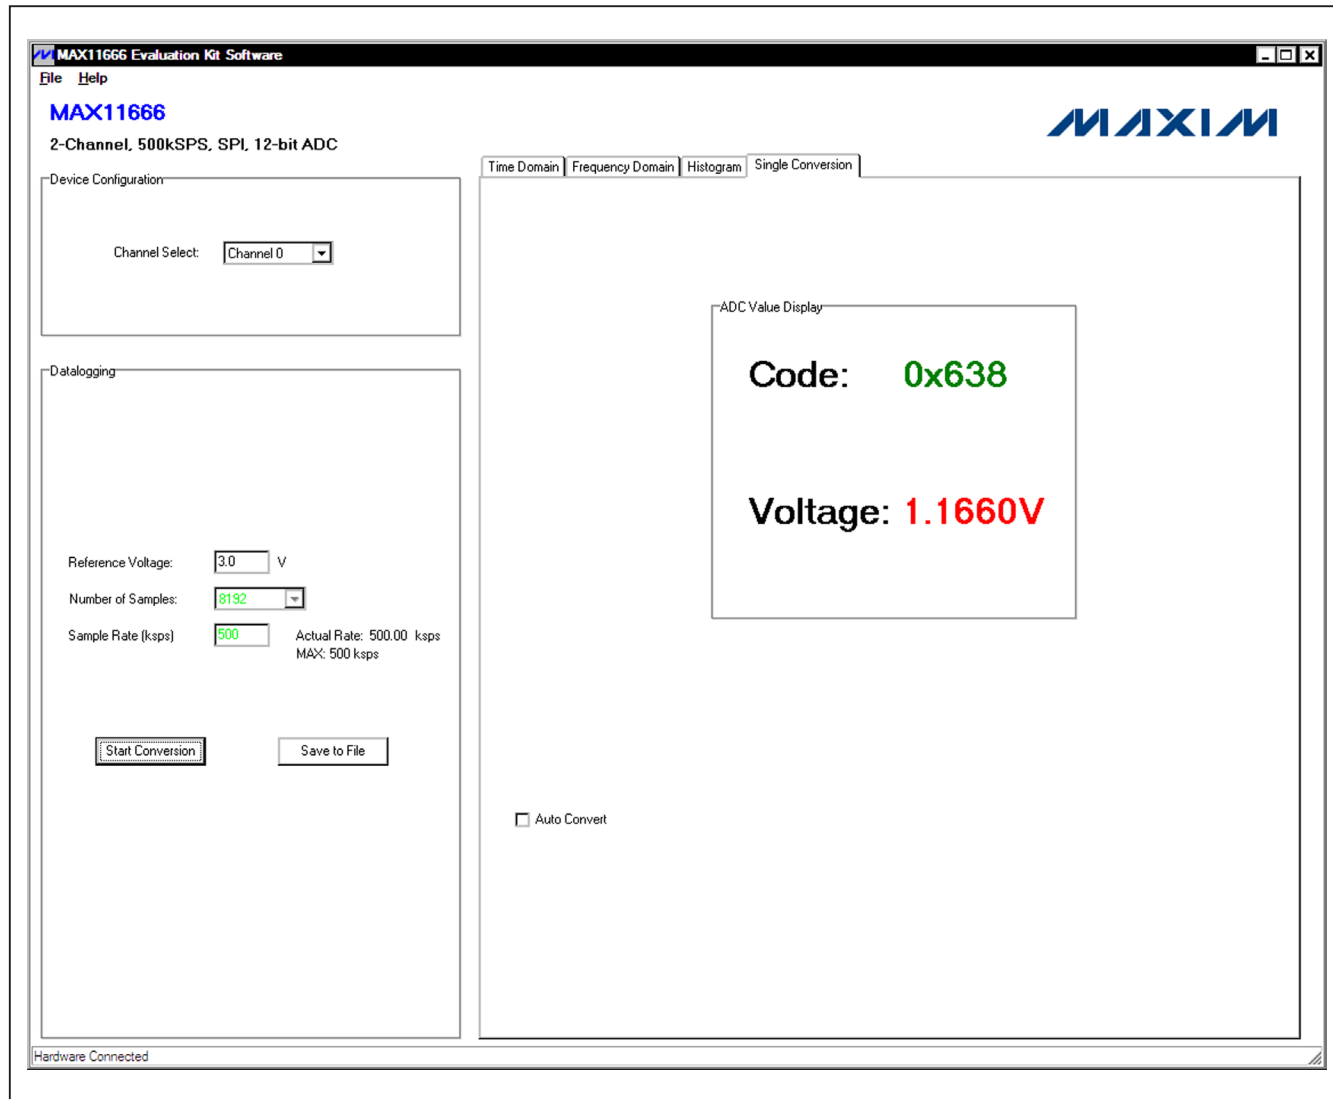 MAX11666 Evaluation Kit Software
File Help
MAX11666
2-Channel, 500kSPS, SPI, 12-bit ADC
MAXIM
Device Configuration
Channel Select: Channel 0
Datalogging
Reference Voltage: 3.0 V
Number of Samples: 8192
Sample Rate (ksps) 500 Actual Rate: 500.00 ksps
MAX: 500 ksps
Start Conversion Save to File
Time Domain Frequency Domain Histogram Single Conversion
ADC Value Display
Code: 0x638
Voltage: 1.1660V
Auto Convert
Hardware Connected